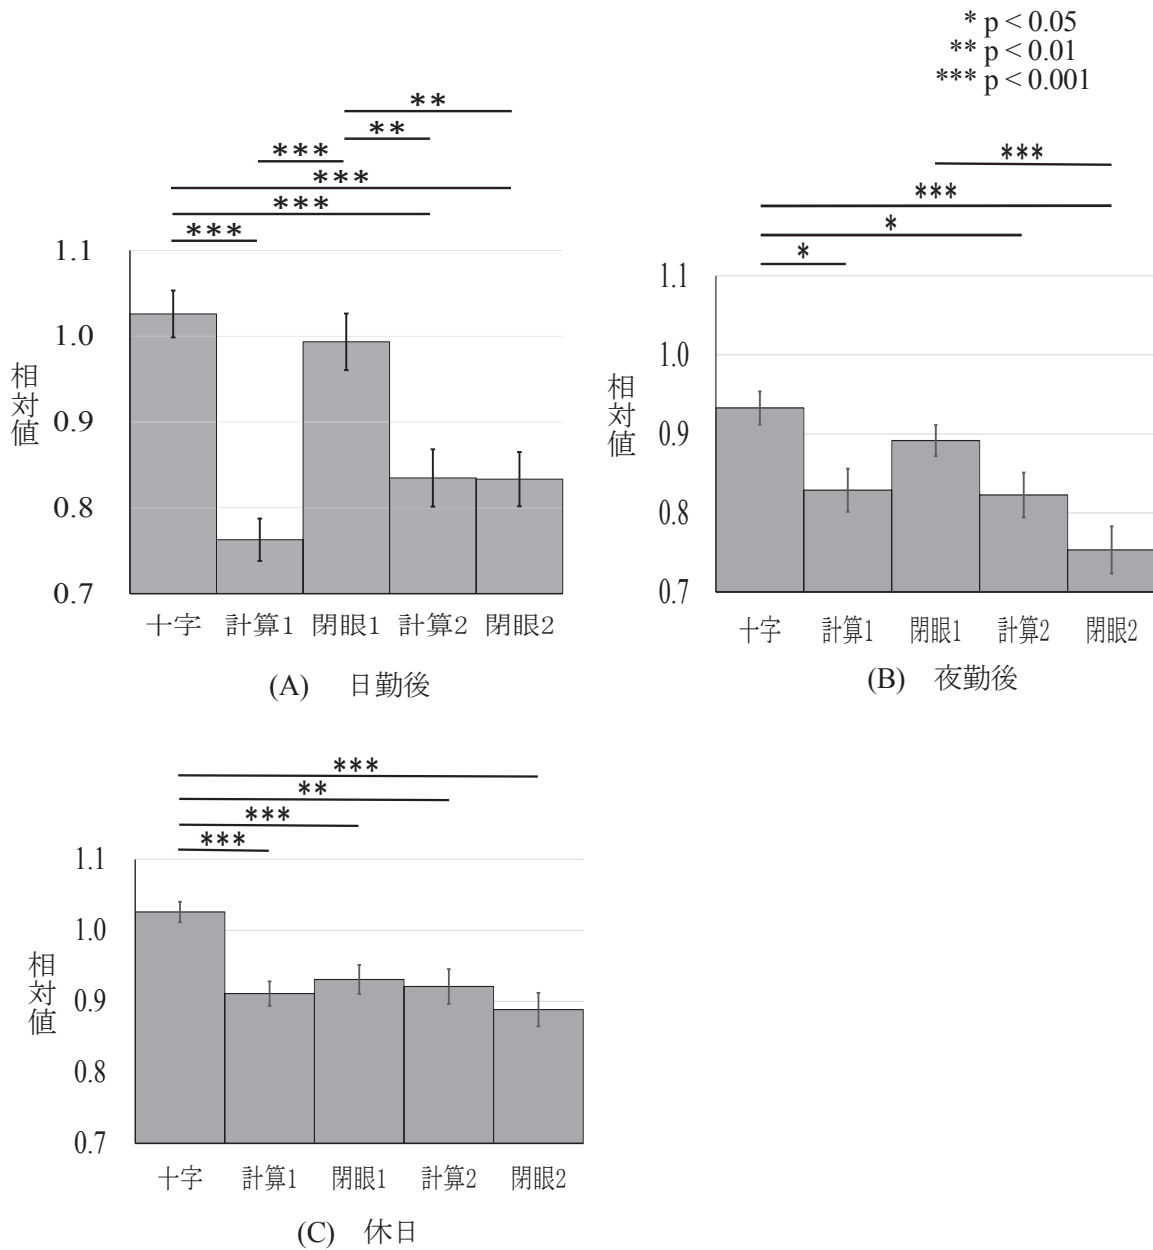 * p < 0.05
** p < 0.01
*** p < 0.001
**
**
***
***
***
***
1.1
1.0
0.9
0.8
0.7
相対値
十字 計算1 閉眼1 計算2 閉眼2
(A) 日勤後
***
***
*
*
1.1
1.0
0.9
0.8
0.7
相対値
十字 計算1 閉眼1 計算2 閉眼2
(B) 夜勤後
***
**
***
***
1.1
1.0
0.9
0.8
0.7
相対値
十字 計算1 閉眼1 計算2 閉眼2
(C) 休日